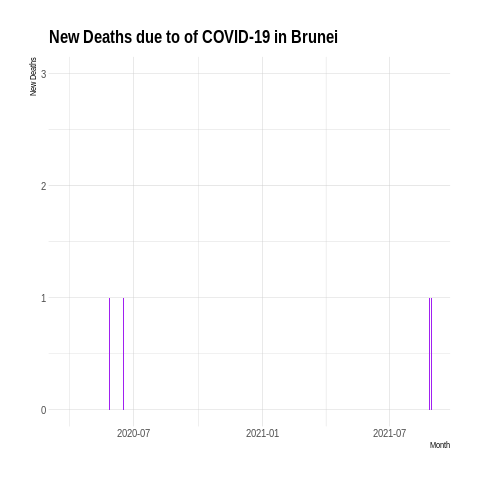 New Deaths due to of COVID-19 in Brunei
New Deaths
3
2
1
0
2020-07 2021-01 2021-07
Month